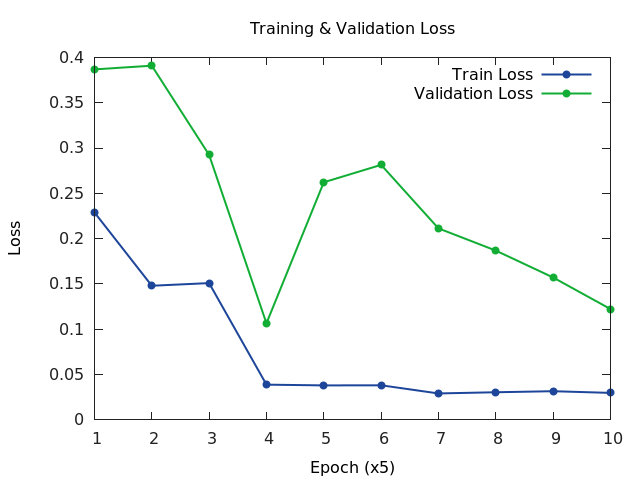 Training & Validation Loss
Train Loss
Validation Loss
0.4
0.35
0.3
0.25
0.2
0.15
0.1
0.05
0
Loss
1 2 3 4 5 6 7 8 9 10
Epoch (x5)